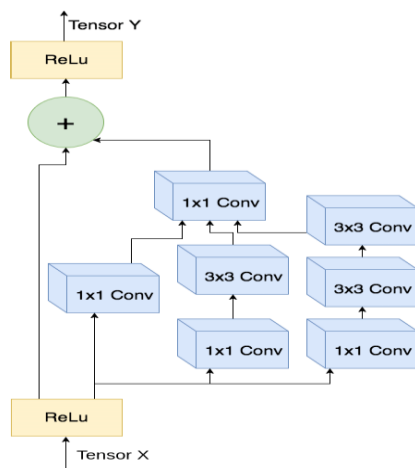 Tensor Y
ReLu
+
1x1 Conv
3x3 Conv
3x3 Conv
3x3 Conv
1x1 Conv
1x1 Conv
1x1 Conv
ReLu
Tensor X